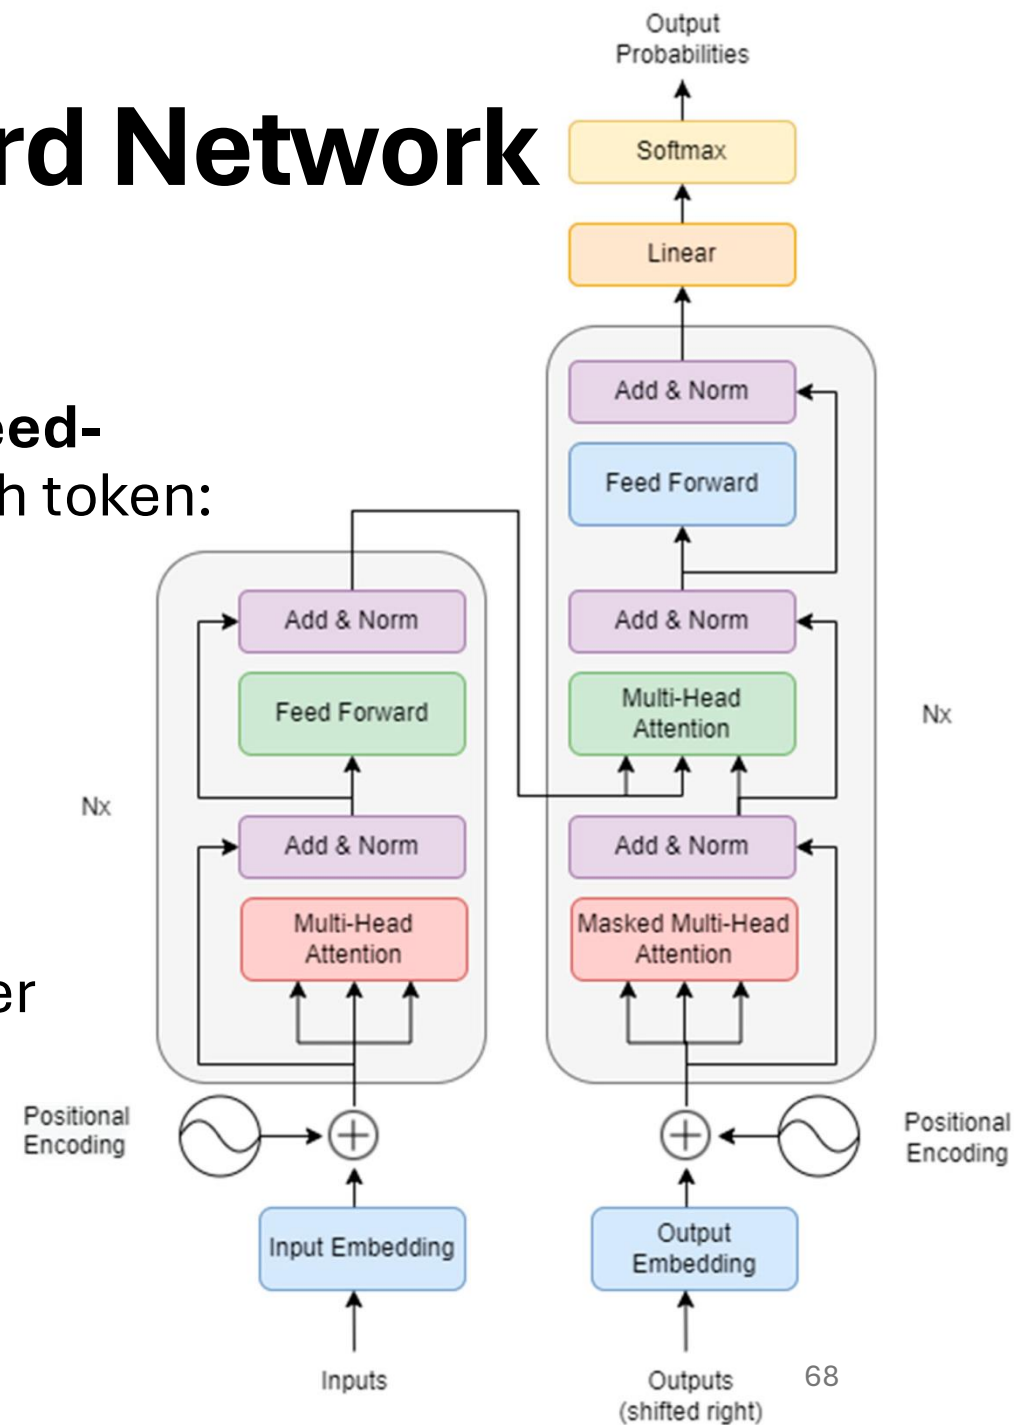 rd Network
eed-
h token:
er
Output
Probabilities
Softmax
Linear
Add & Norm
Feed Forward
Add & Norm
Multi-Head
Attention
Add & Norm
Masked Multi-Head
Attention
Nx
Positional
Encoding
Output
Embedding
Outputs
(shifted right)
Add & Norm
Feed Forward
Add & Norm
Multi-Head
Attention
Nx
Positional
Encoding
Input Embedding
Inputs
68